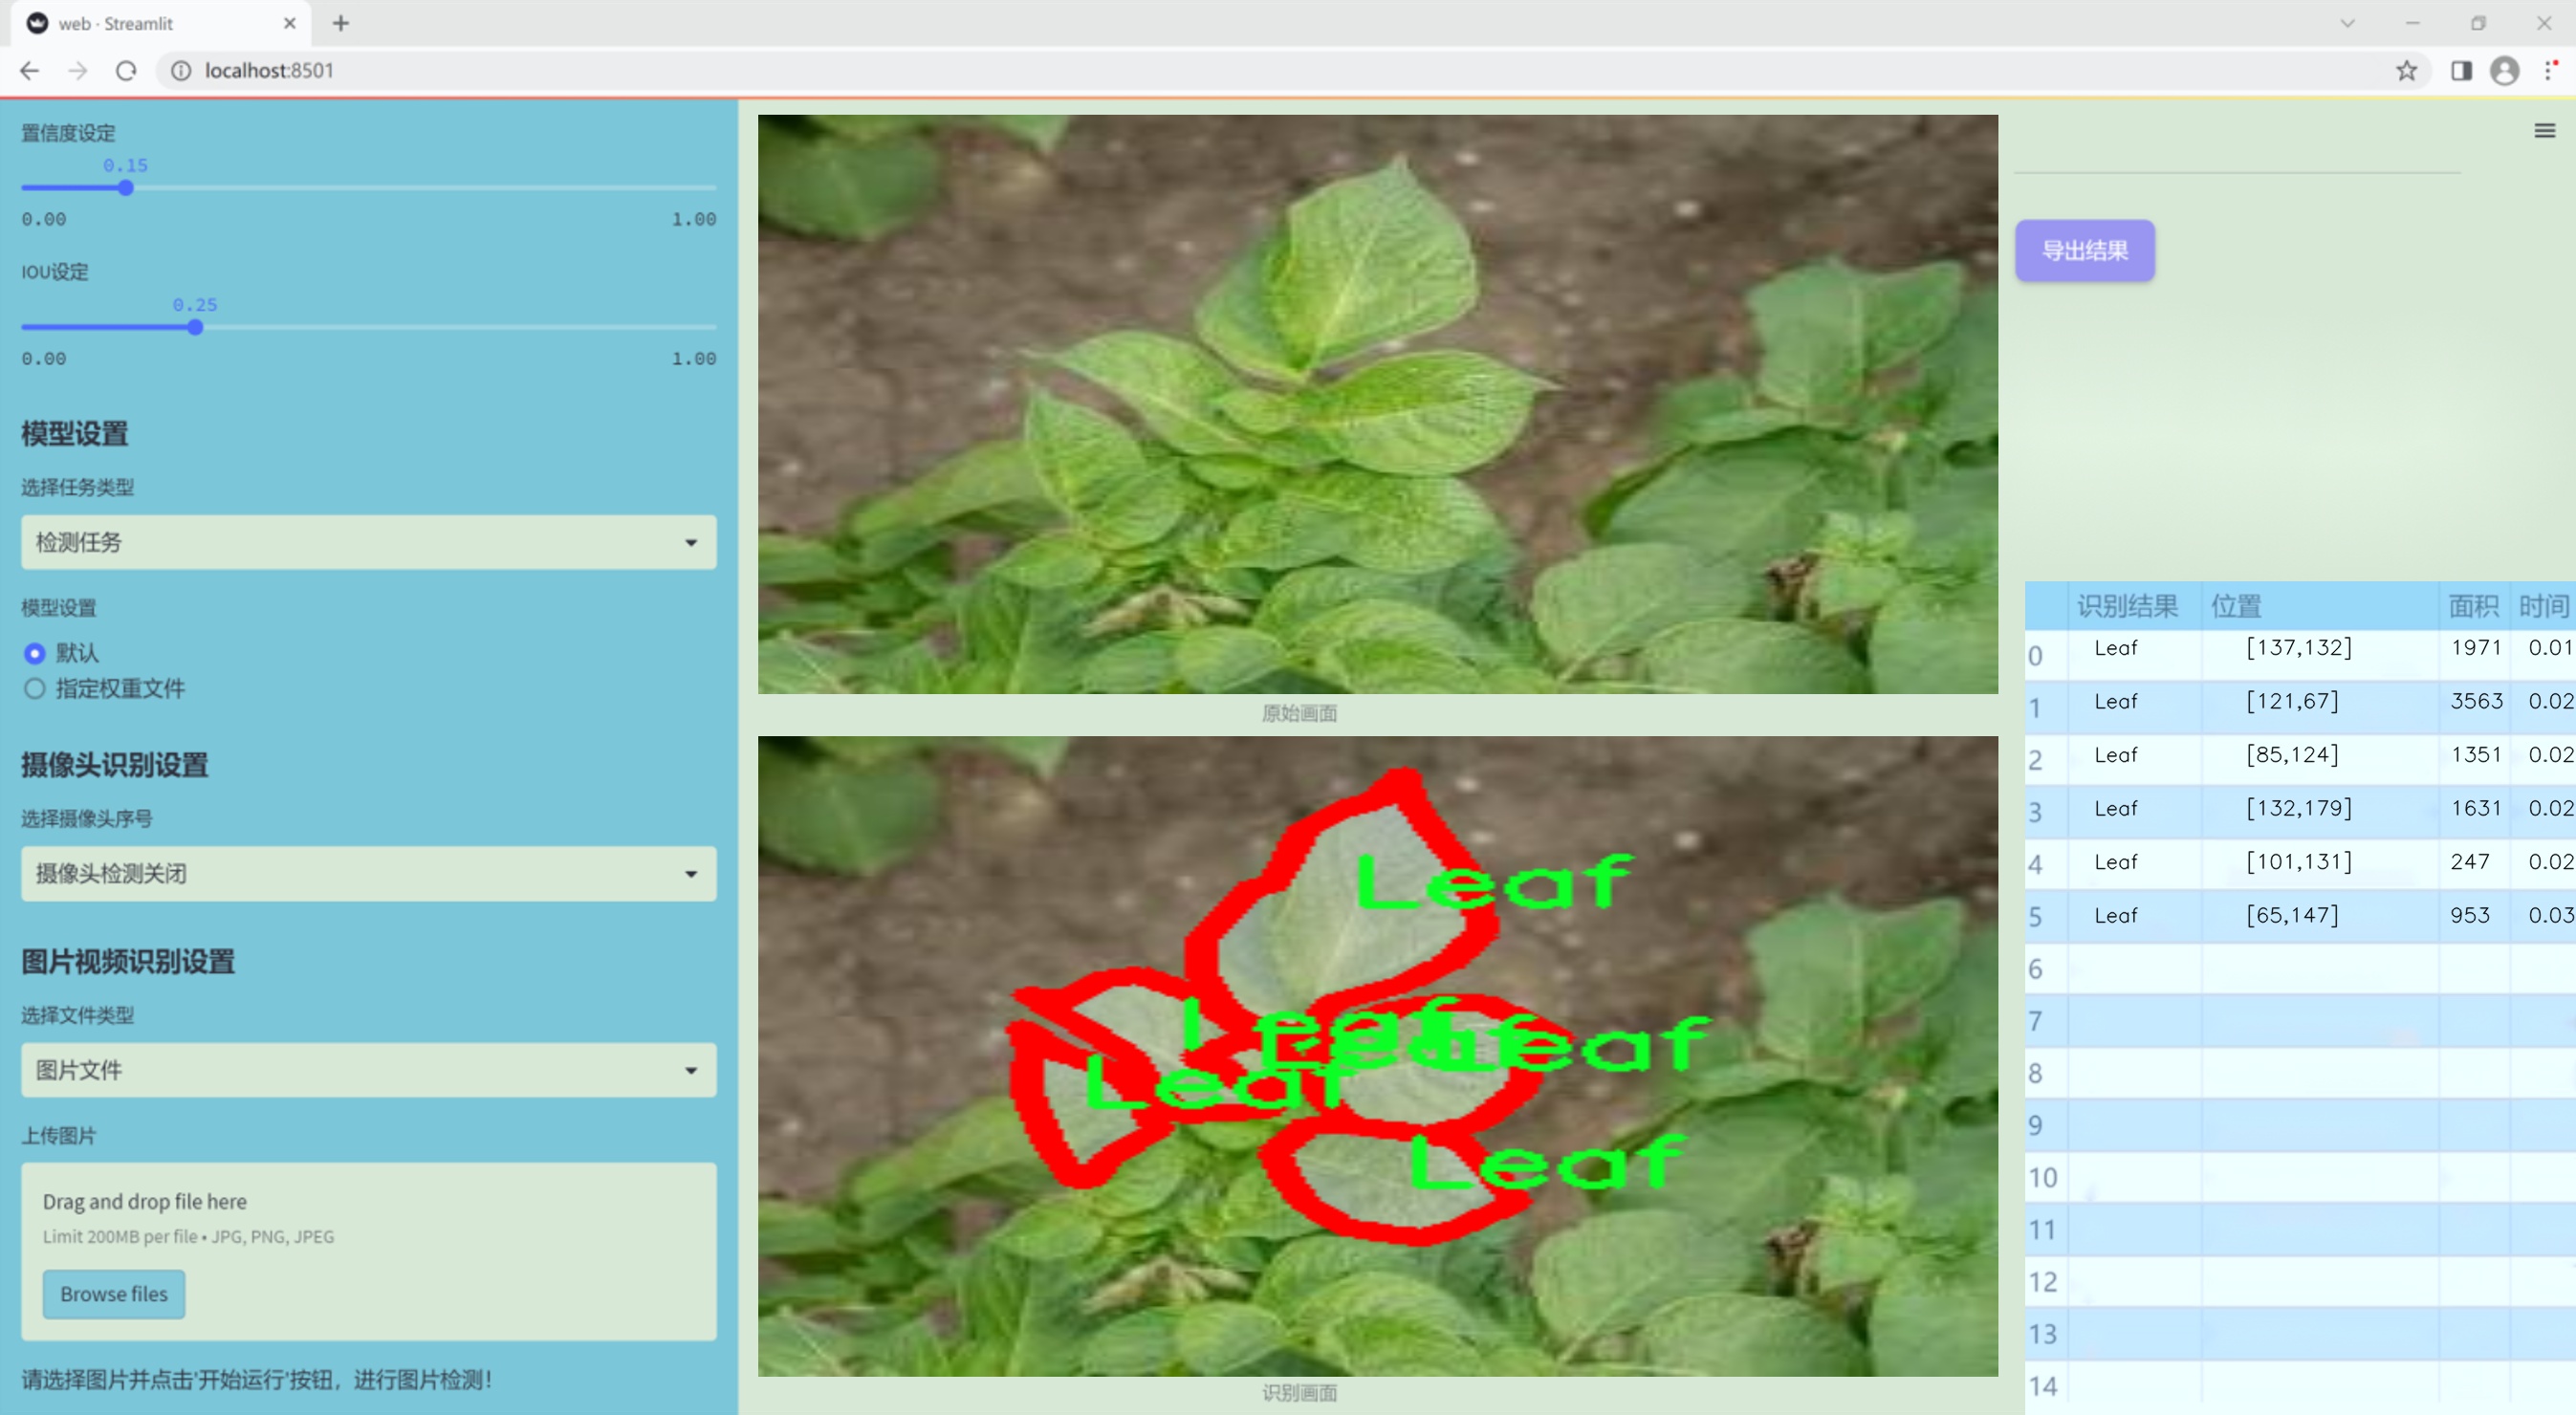 web · Streamlit
localhost:8501
置信度设定
0.15
0.00 1.00
IOU设定
0.25
0.00 1.00
模型设置
选择任务类型
检测任务
模型设置
默认
指定权重文件
摄像头识别设置
选择摄像头序号
摄像头检测关闭
图片视频识别设置
选择文件类型
图片文件
上传图片
Drag and drop file here
Limit 200MB per file • JPG, PNG, JPEG
Browse files
请选择图片并点击'开始运行'按钮，进行图片检测！
原始画面
Leaf
Leaf
Leaf
Leaf
Leaf
Leaf
识别画面
导出结果
识别结果 位置 面积 时间
0 Leaf [137,132] 1971 0.01
1 Leaf [121,67] 3563 0.02
2 Leaf [85,124] 1351 0.02
3 Leaf [132,179] 1631 0.02
4 Leaf [101,131] 247 0.02
5 Leaf [65,147] 953 0.03
6
7
8
9
10
11
12
13
14